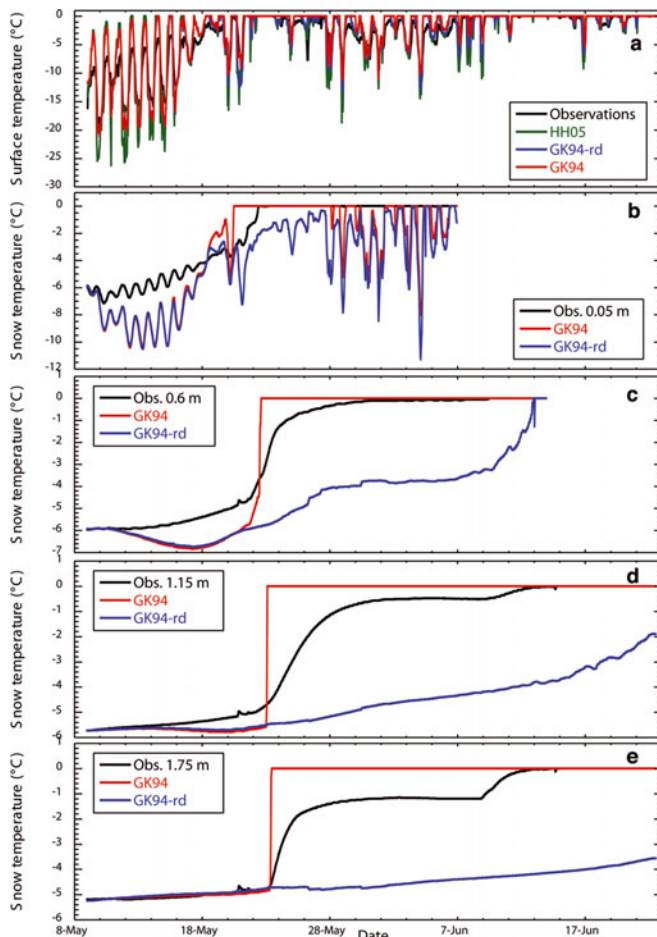 0
-5
-10
-15
-20
-25
-30
Surface temperature (°C)
a
Observations
HH05
GK94-rd
GK94
0
-2
-4
-6
-8
-10
-12
Snow temperature (°C)
b
Obs. 0.05 m
GK94
GK94-rd
1
0
-1
-2
-3
-4
-5
-6
-7
Snow temperature (°C)
c
Obs. 0.6 m
GK94
GK94-rd
1
0
-1
-2
-3
-4
-5
-6
Snow temperature (°C)
d
Obs. 1.15 m
GK94
GK94-rd
1
0
-1
-2
-3
-4
-5
-6
Snow temperature (°C)
e
Obs. 1.75 m
GK94
GK94-rd
8-May
18-May
28-May
7-Jun
17-Jun
Date